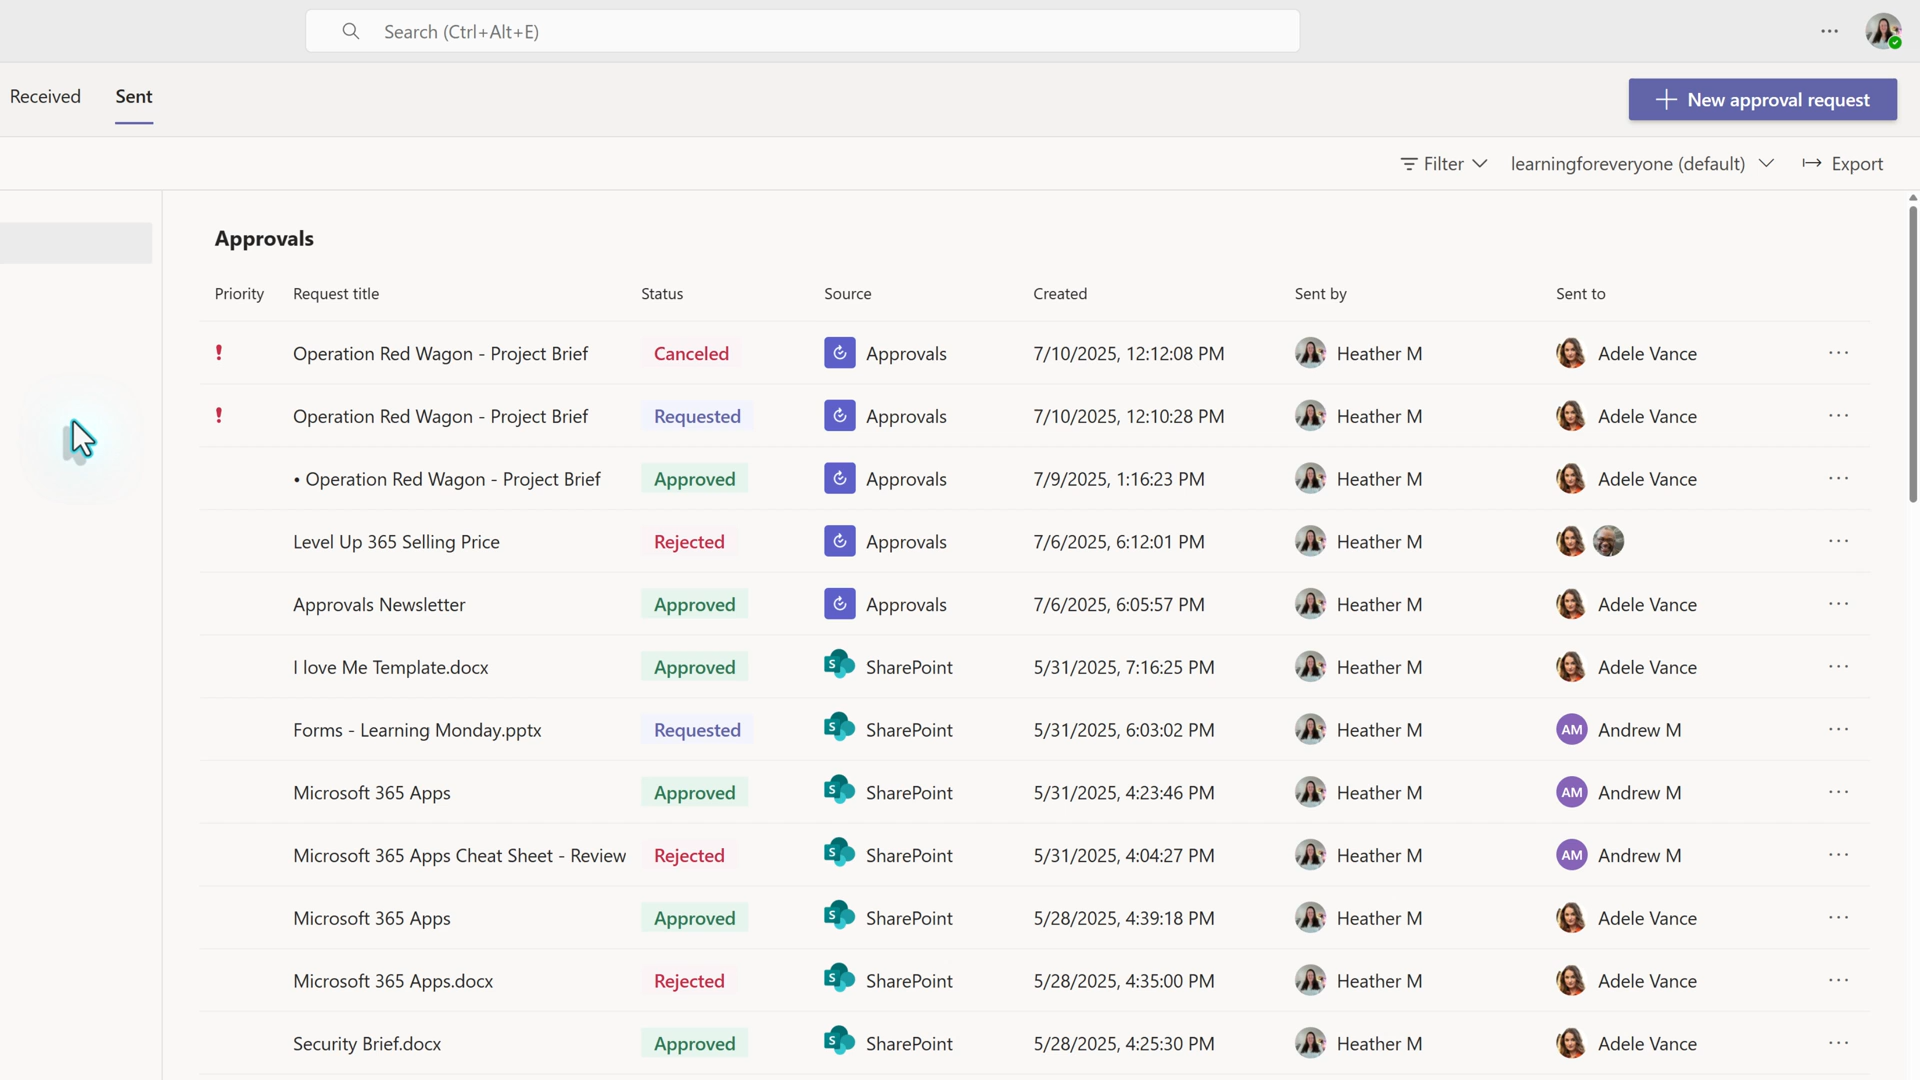 Search (Ctrl+Alt+E)
Received Sent
New approval request
Filter learningforeveryone (default) Export
Approvals
Priority Request title Status Source Created Sent by Sent to
Operation Red Wagon - Project Brief Canceled Approvals 7/10/2025, 12:12:08 PM Heather M Adele Vance
Operation Red Wagon - Project Brief Requested Approvals 7/10/2025, 12:10:28 PM Heather M Adele Vance
• Operation Red Wagon - Project Brief Approved Approvals 7/9/2025, 1:16:23 PM Heather M Adele Vance
Level Up 365 Selling Price Rejected Approvals 7/6/2025, 6:12:01 PM Heather M
Approvals Newsletter Approved Approvals 7/6/2025, 6:05:57 PM Heather M Adele Vance
I love Me Template.docx Approved S SharePoint 5/31/2025, 7:16:25 PM Heather M Adele Vance
Forms - Learning Monday.pptx Requested S SharePoint 5/31/2025, 6:03:02 PM Heather M AM Andrew M
Microsoft 365 Apps Approved S SharePoint 5/31/2025, 4:23:46 PM Heather M AM Andrew M
Microsoft 365 Apps Cheat Sheet - Review Rejected S SharePoint 5/31/2025, 4:04:27 PM Heather M AM Andrew M
Microsoft 365 Apps Approved S SharePoint 5/28/2025, 4:39:18 PM Heather M Adele Vance
Microsoft 365 Apps.docx Rejected S SharePoint 5/28/2025, 4:35:00 PM Heather M Adele Vance
Security Brief.docx Approved S SharePoint 5/28/2025, 4:25:30 PM Heather M Adele Vance